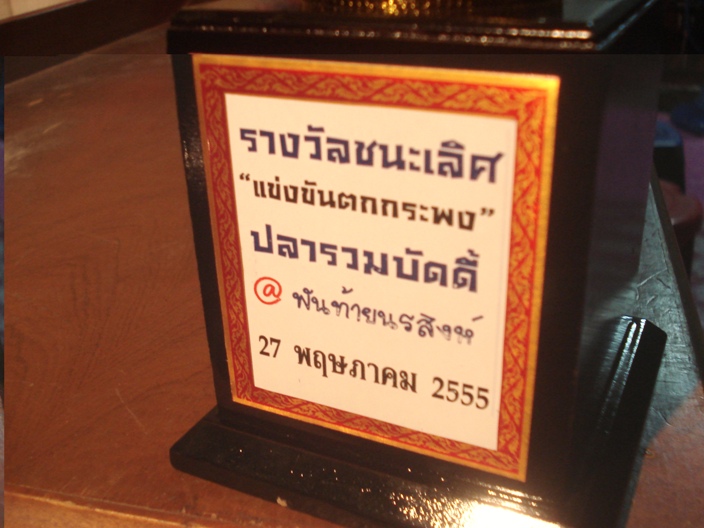 รางวัลชนะเลิศ
“แข่งขันตกกระพง”
ปลารวมบัดดี้
@ พันท้ายนรสิงห์
27 พฤษภาคม 2555